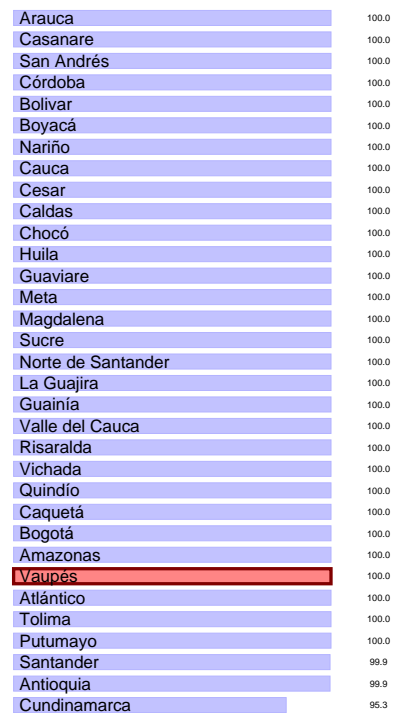 Arauca 100.0
Casanare 100.0
San Andrés 100.0
Córdoba 100.0
Bolivar 100.0
Boyacá 100.0
Nariño 100.0
Cauca 100.0
Cesar 100.0
Caldas 100.0
Chocó 100.0
Huila 100.0
Guaviare 100.0
Meta 100.0
Magdalena 100.0
Sucre 100.0
Norte de Santander 100.0
La Guajira 100.0
Guainía 100.0
Valle del Cauca 100.0
Risaralda 100.0
Vichada 100.0
Quindío 100.0
Caquetá 100.0
Bogotá 100.0
Amazonas 100.0
Vaupés 100.0
Atlántico 100.0
Tolima 100.0
Putumayo 100.0
Santander 99.9
Antioquia 99.9
Cundinamarca 95.3